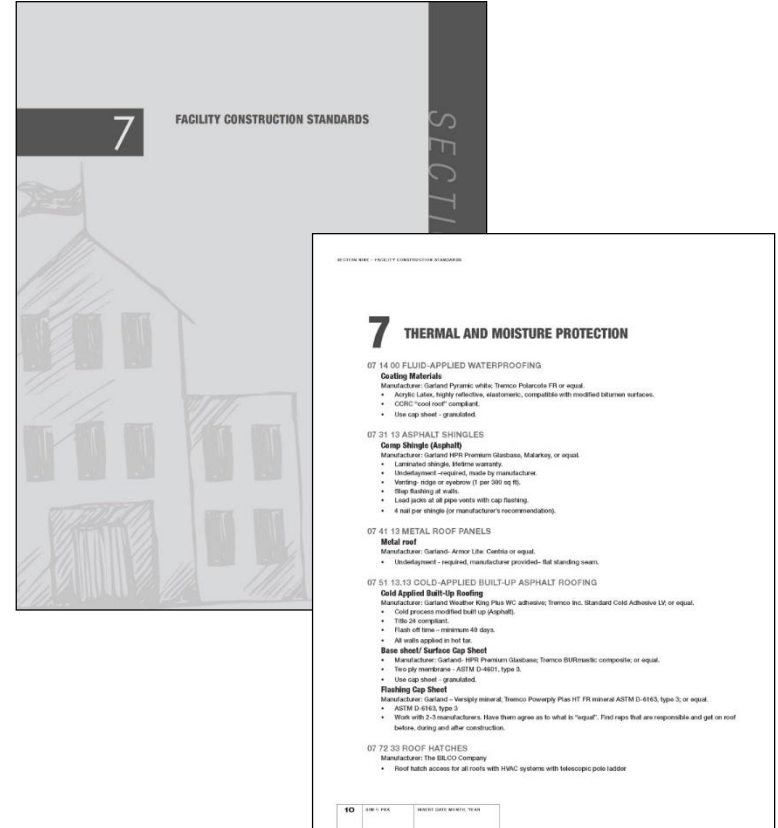 7
FACILITY CONSTRUCTION STANDARDS
SECTI
SECTION NINE - FACILITY CONSTRUCTION STANDARDS
7 THERMAL AND MOISTURE PROTECTION
07 14 00 FLUID-APPLIED WATERPROOFING
Coating Materials
Manufacturer: Garland Pyramic white; Tremco Polarcote FR or equal.
• Acrylic Latex, highly reflective, elastomeric, compatible with modified bitumen surfaces.
• CCRC "cool roof" compliant.
• Use cap sheet - granulated.
07 31 13 ASPHALT SHINGLES
Comp Shingle (Asphalt)
Manufacturer: Garland HPR Premium Glasbase, Malarkey, or equal.
• Laminated shingle, lifetime warranty.
• Underlayment –required, made by manufacturer.
• Venting- ridge or eyebrow (1 per 300 sq ft).
• Step flashing at walls.
• Lead jacks at all pipe vents with cap flashing.
• 4 nail per shingle (or manufacturer's recommendation).
07 41 13 METAL ROOF PANELS
Metal roof
Manufacturer: Garland- Armor Lite: Centria or equal.
• Underlayment - required, manufacturer provided– flat standing seam.
07 51 13.13 COLD-APPLIED BUILT-UP ASPHALT ROOFING
Cold Applied Built-Up Roofing
Manufacturer: Garland Weather King Plus WC adhesive; Tremco Inc. Standard Cold Adhesive LV; or equal.
• Cold process modified built up (Asphalt).
• Title 24 compliant.
• Flash off time – minimum 40 days.
• All walls applied in hot tar.
Base sheet/ Surface Cap Sheet
• Manufacturer: Garland- HPR Premium Glasbase; Tremco BURmastic composite; or equal.
• Two ply membrane - ASTM D-4601, type 3.
• Use cap sheet - granulated.
Flashing Cap Sheet
Manufacturer: Garland – Versiply mineral; Tremco Powerply Plas HT FR mineral ASTM D-6163, type 3; or equal.
• ASTM D-6163, type 3
• Work with 2-3 manufacturers. Have them agree as to what is "equal". Find reps that are responsible and get on roof
before, during and after construction.
07 72 33 ROOF HATCHES
Manufacturer: The BILCO Company
• Roof hatch access for all roofs with HVAC systems with telescopic pole ladder
10 INSERT DATE MONTH, YEAR